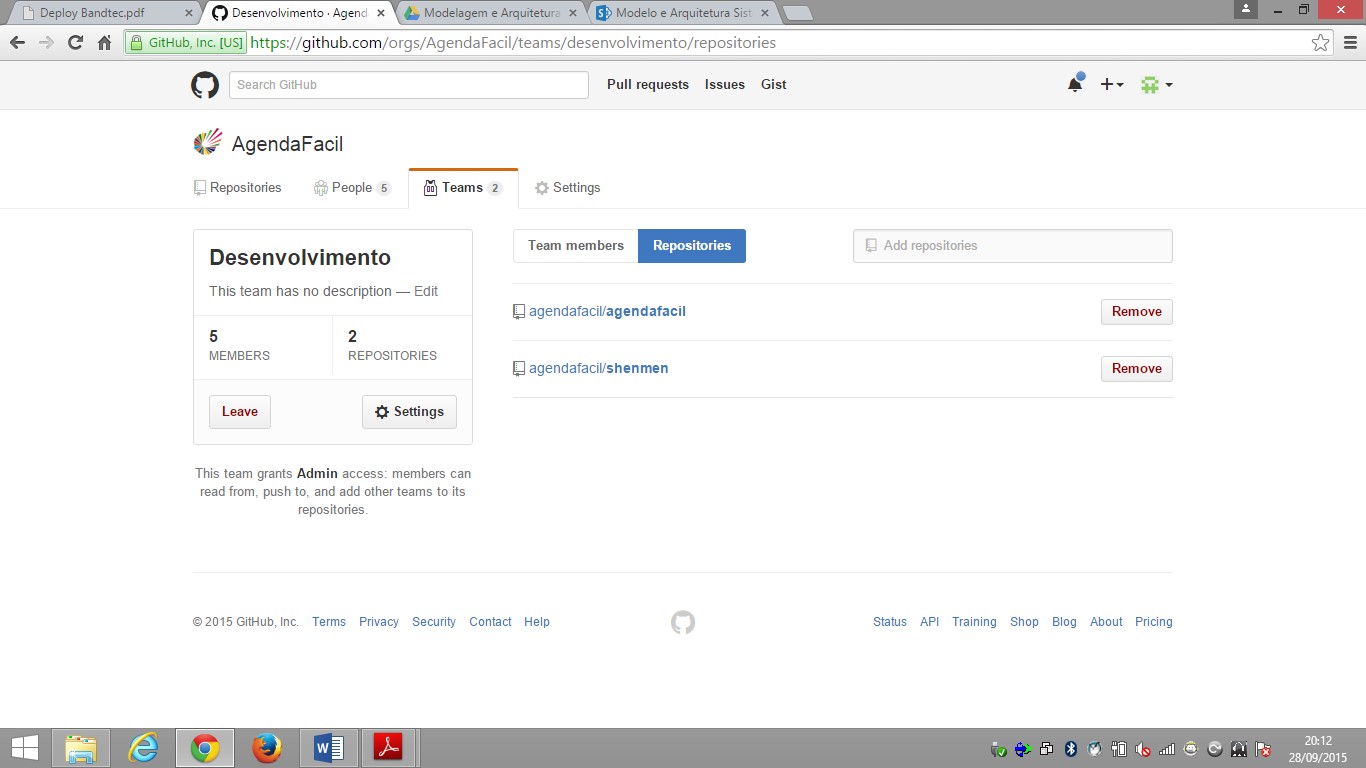 Deploy Bandtec.pdf
Desenvolvimento · Agend
Modelagem e Arquitetura
Modelo e Arquitetura Sist
GitHub, Inc. [US]
https://github.com/orgs/AgendaFacil/teams/desenvolvimento/repositories
Search GitHub
Pull requests
Issues
Gist
AgendaFacil
Repositories
People 5
Teams 2
Settings
Desenvolvimento
This team has no description — Edit
5
MEMBERS
2
REPOSITORIES
Leave
Settings
This team grants Admin access: members can
read from, push to, and add other teams to its
repositories.
Team members
Repositories
Add repositories
agendafacil/agendafacil
Remove
agendafacil/shenmen
Remove
© 2015 GitHub, Inc. Terms Privacy Security Contact Help
Status API Training Shop Blog About Pricing
20:12
28/09/2015